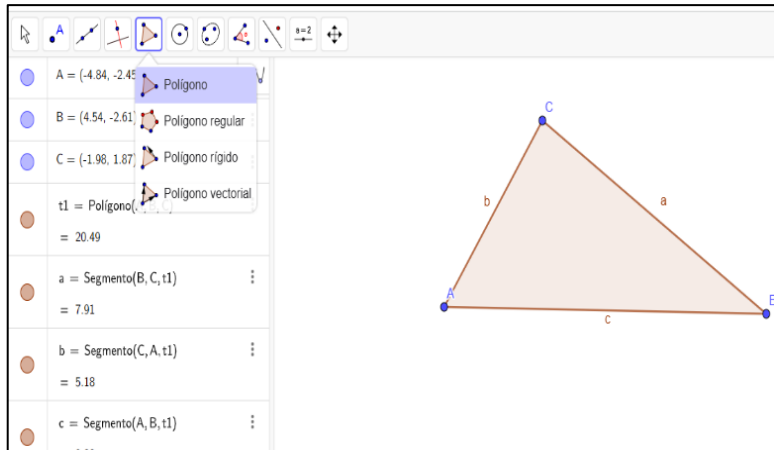 A
a=2
A = (-4.84, -2.45
Polígono
B = (4.54, -2.61)
Polígono regular
C = (-1.98, 1.87)
Polígono rígido
Polígono vectorial
t1 = Polígono(
= 20.49
a = Segmento(B, C, t1)
= 7.91
b = Segmento(C, A, t1)
= 5.18
c = Segmento(A, B, t1)
C
b
a
A
B
c